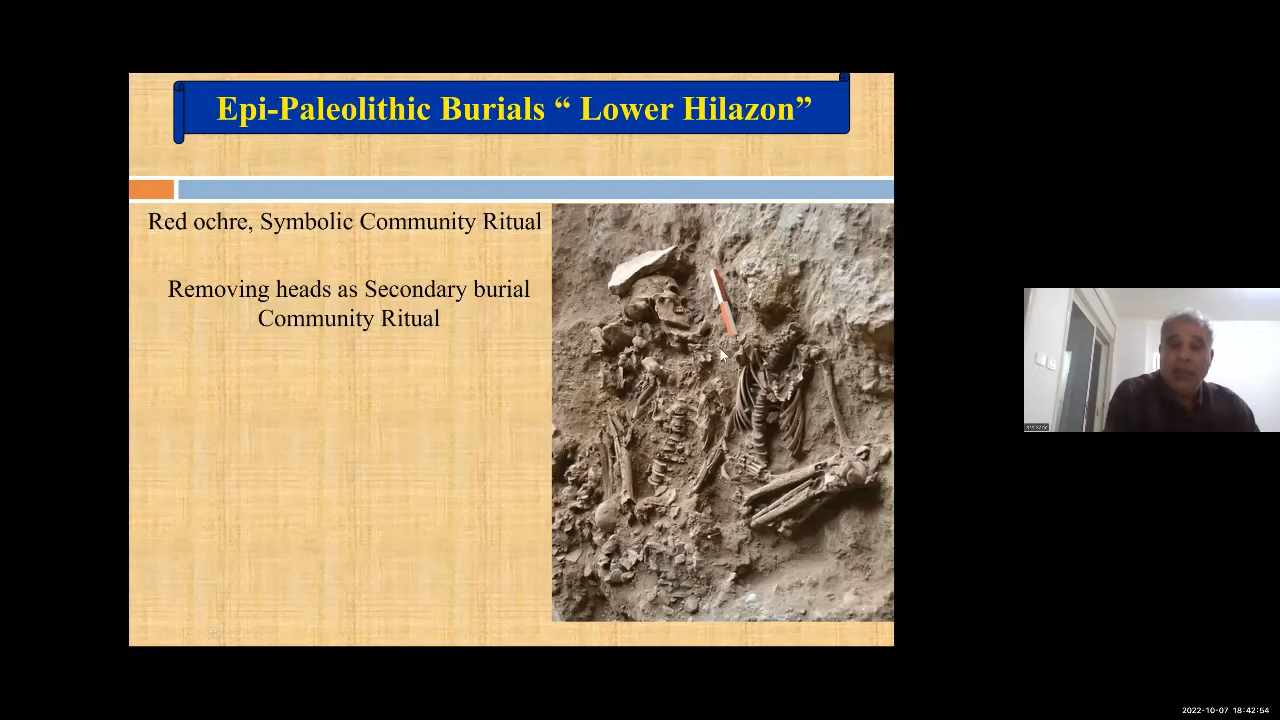 Epi-Paleolithic Burials “ Lower Hilazon”
Red ochre, Symbolic Community Ritual
Removing heads as Secondary burial
Community Ritual
2022-10-07 18:42:54